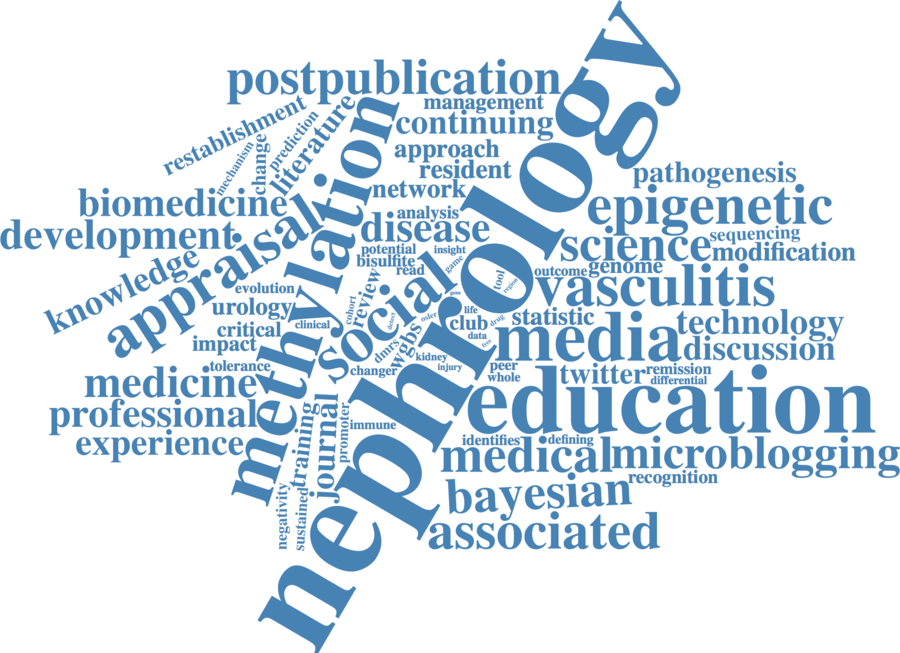 postpublication
management
continuing
approach
resident
network
restablishment
mechanism
change
prediction
literature
biomedicine
development
knowledge
appraisal
methylation
nephrology
analysis
disease
potential
insight
bisulfite
read
game
review
social
cohort
pathogenesis
epigenetic
science
sequencing
modification
outcome
genome
vasculitis
tool
region
gene
statistic
technology
media
discussion
evolution
urology
clinical
critical
impact
tolerance
medicine
professional
experience
detect
osler
life
club
drug
data
free
dmrs
wgbs
kidney
injury
changer
peer
whole
twitter
remission
differential
education
training
journal
promoter
immune
identifies
defining
medical
microblogging
recognition
bayesian
associated
negativity
sustained